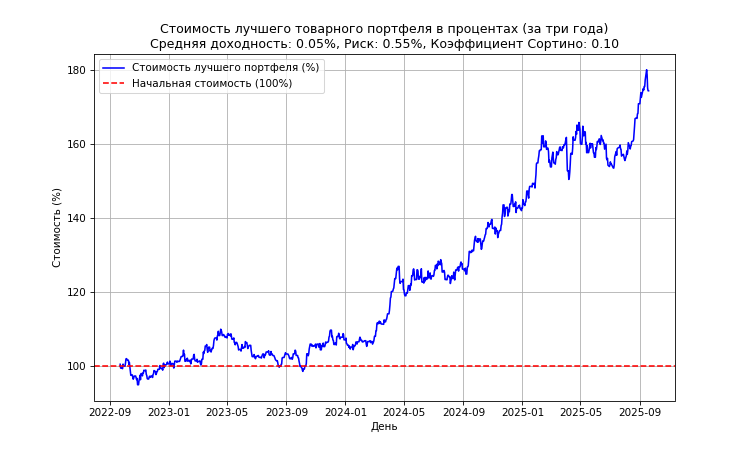 Стоимость лучшего товарного портфеля в процентах (за три года)
Средняя доходность: 0.05%, Риск: 0.55%, Коэффициент Сортино: 0.10
Стоимость лучшего портфеля (%)
Начальная стоимость (100%)
Стоимость (%)
180
160
140
120
100
2022-09 2023-01 2023-05 2023-09 2024-01 2024-05 2024-09 2025-01 2025-05 2025-09
День